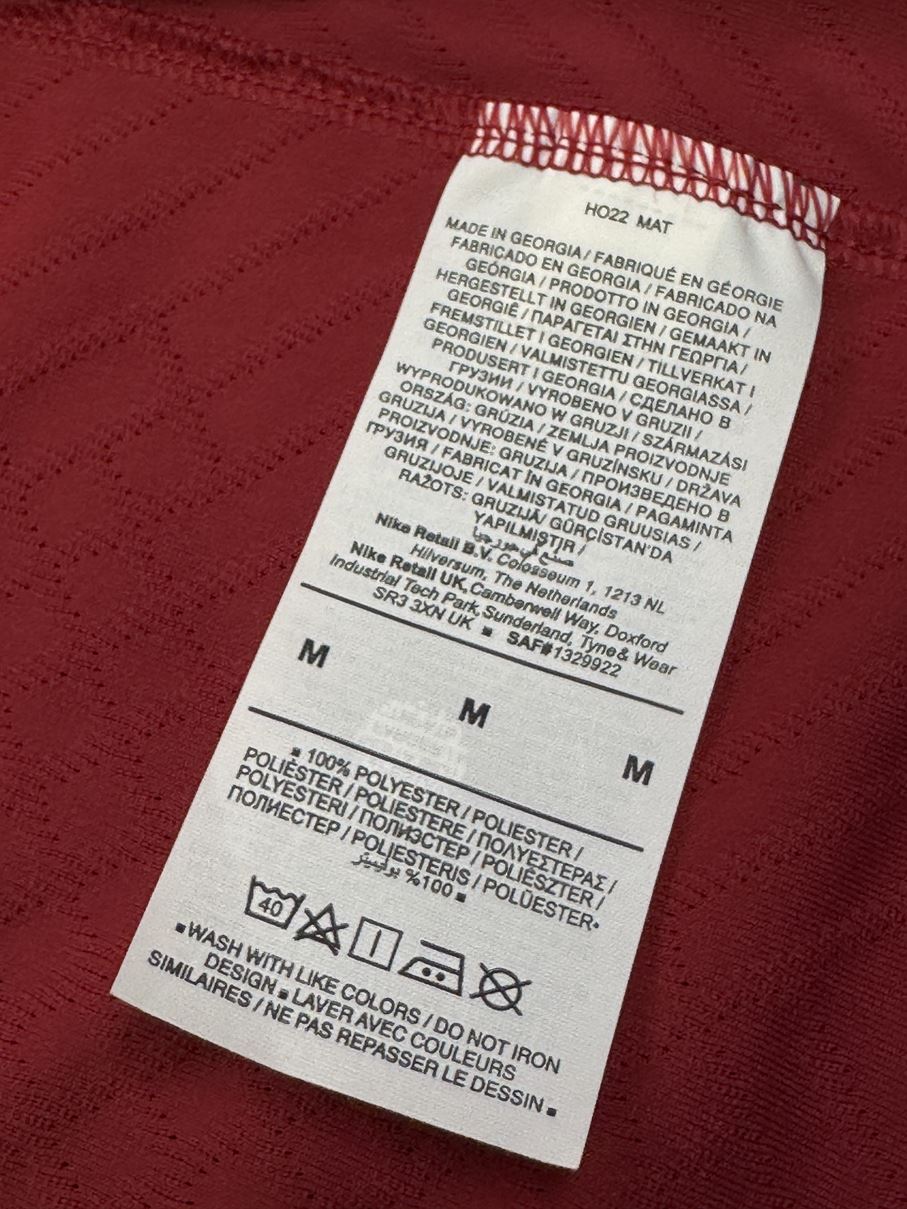 HO22 MAT
MADE IN GEORGIA / FABRIQUÉ EN GÉORGIE
FABRICADO EN GEORGIA / FABRICADO NA
GEÓRGIA / PRODOTTO IN GEORGIA /
HERGESTELLT IN GEORGIEN / GEMAAKT IN
GEORGIË / ΠΑΡΑΓΕΤΑΙ ΣΤΗΝ ΓΕΩΡΓΙΑ /
FREMSTILLET I GEORGIEN / TILLVERKAT I
GEORGIEN / VALMISTETTU GEORGIASSA /
PRODUSERT I GEORGIA / СДЕЛАНО В
ГРУЗИИ / VYROBENO V GRUZII /
WYPRODUKOWANO W GRUZJI / SZÁRMAZÁSI
ORSZÁG: GRÚZIA / ZEMLJA PROIZVODNJE
GRUZIJA / VYROBENÉ V GRUZÍNSKU / DRŽAVA
PROIZVODNJE: GRUZIJA / ПРОИЗВЕДЕНО В
ГРУЗИЯ / FABRICAT ÎN GEORGIA / PAGAMINTA
GRUZIJOJE / VALMISTATUD GRUUSIAS /
RAŽOTS: GRUZIJĀ/ GÜRCİSTAN'DA
YAPILMIŞTIR /
صنع في جورجيا
Nike Retail B.V. Colosseum 1, 1213 NL
Hilversum, The Netherlands
Nike Retail UK, Camberwell Way, Doxford
Industrial Tech Park, Sunderland, Tyne & Wear
SR3 3XN UK ▪ SAF#1329922
M M M
▪ 100% POLYESTER / POLIESTER /
POLIÉSTER / POLIESTERE / ΠΟΛΥΕΣΤΕΡΑΣ /
POLYESTERI / ПОЛИЭСТЕР / POLIÉSZTER /
ПОЛИЕСТЕР / POLIESTERIS / POLÜESTER▪
100% بوليستر ▪
40
▪WASH WITH LIKE COLORS / DO NOT IRON
DESIGN ▪ LAVER AVEC COULEURS
SIMILAIRES / NE PAS REPASSER LE DESSIN ▪